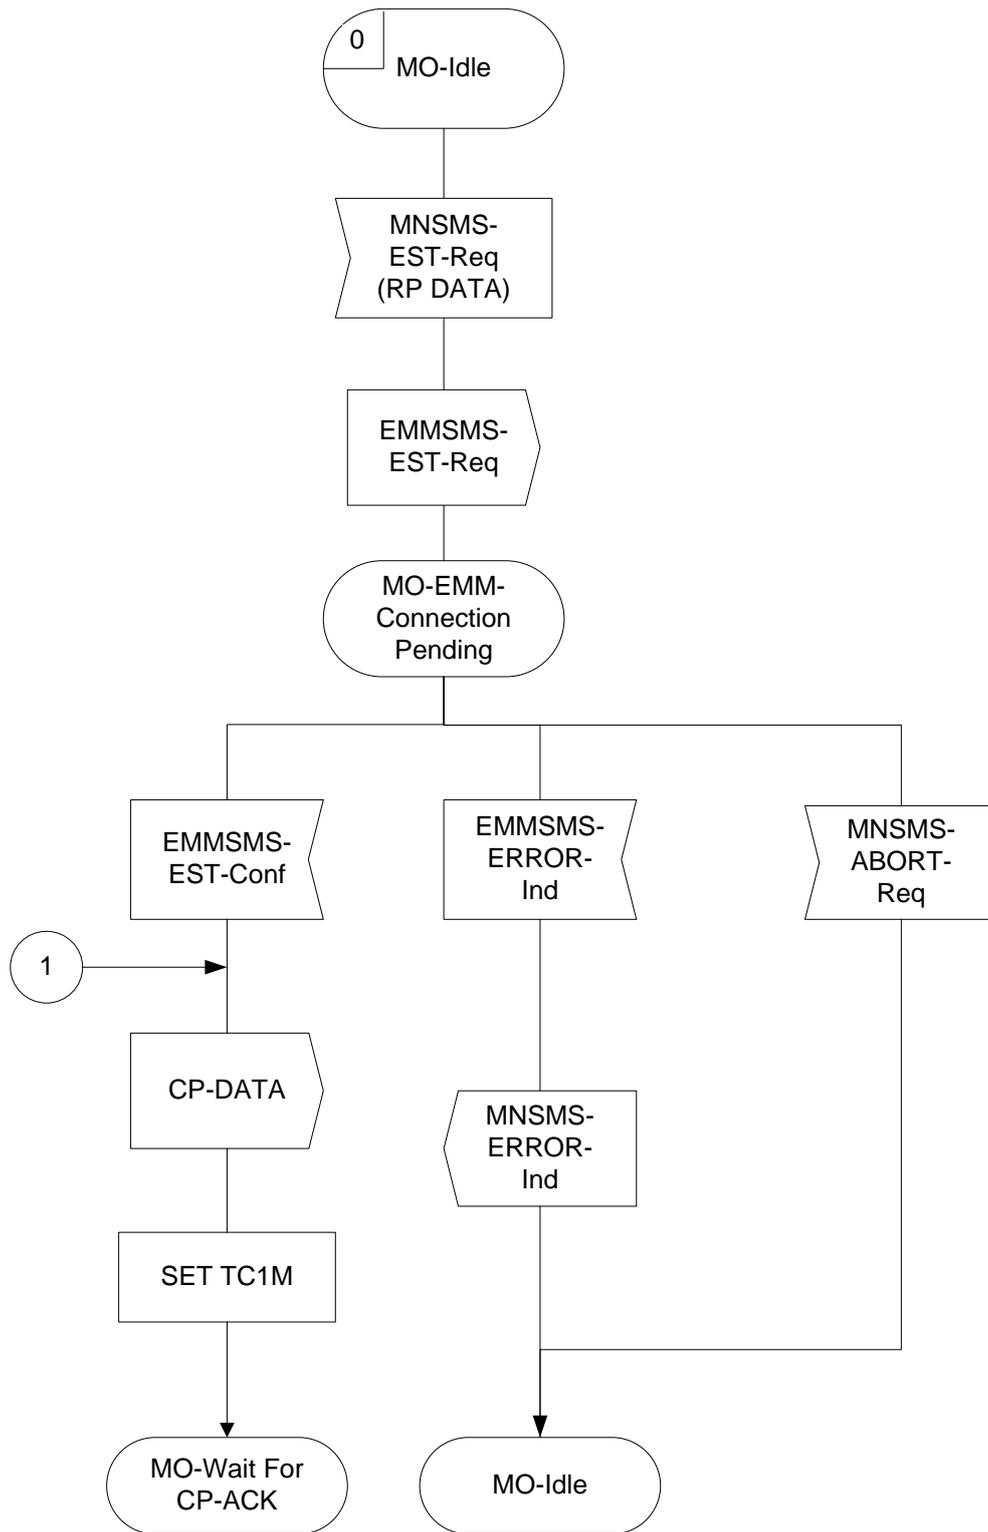 0
MO-Idle
MNSMS-
EST-Req
(RP DATA)
EMMSMS-
EST-Req
MO-EMM-
Connection
Pending
EMMSMS-
EST-Conf
EMMSMS-
ERROR-
Ind
MNSMS-
ABORT-
Req
1
CP-DATA
MNSMS-
ERROR-
Ind
SET TC1M
MO-Wait For
CP-ACK
MO-Idle